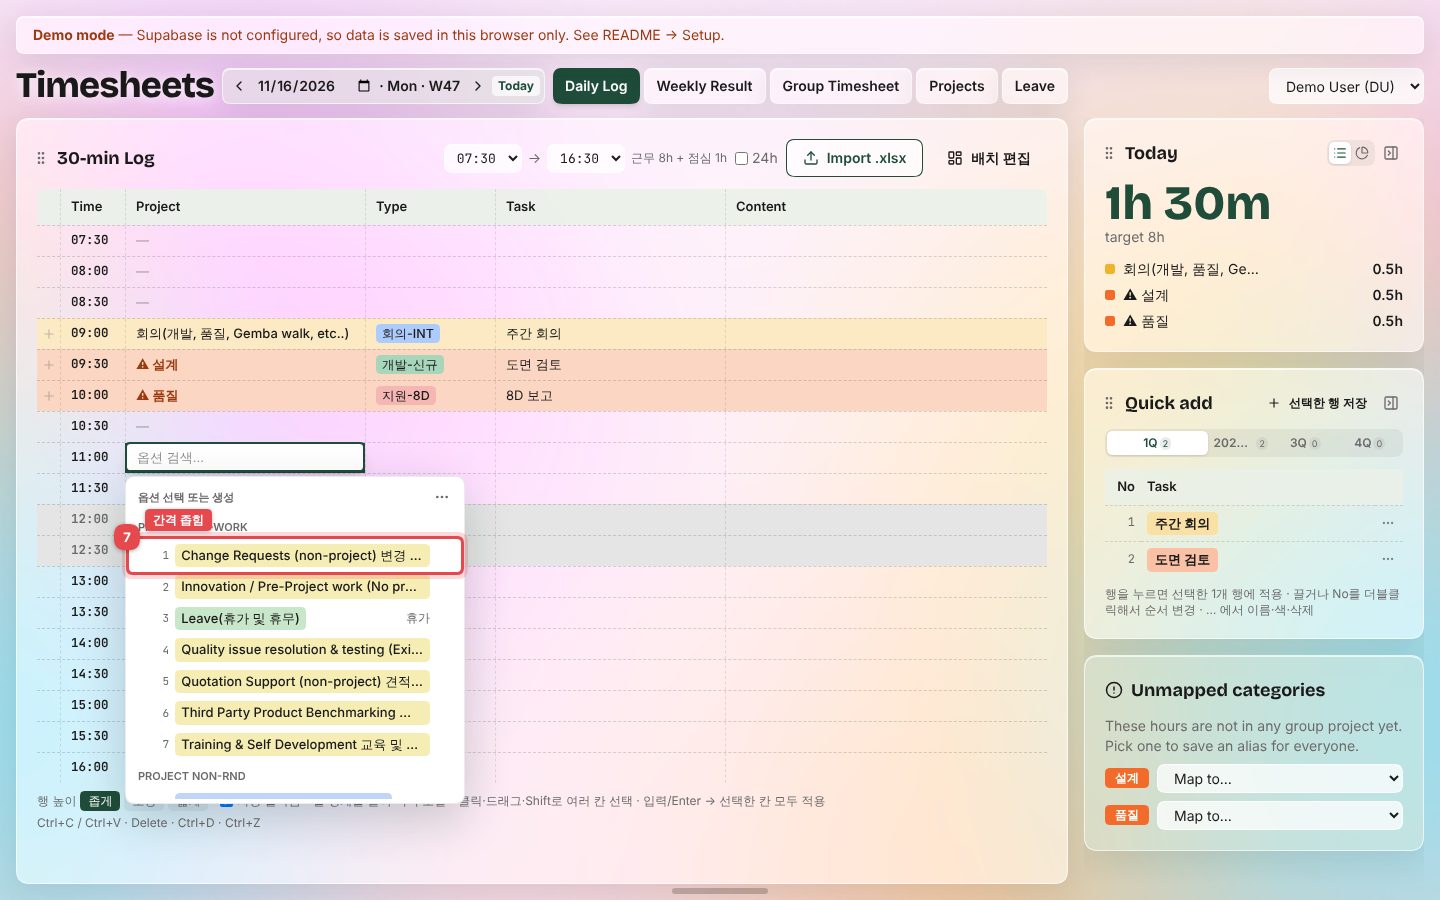 Demo mode — Supabase is not configured, so data is saved in this browser only. See README → Setup.
Timesheets
11/16/2026 · Mon · W47 Today
Daily Log
Weekly Result
Group Timesheet
Projects
Leave
Demo User (DU)
30-min Log
07:30 → 16:30 근무 8h + 점심 1h 24h
Import .xlsx
배치 편집
Time Project Type Task Content
07:30 —
08:00 —
08:30 —
+ 09:00 회의(개발, 품질, Gemba walk, etc..) 회의-INT 주간 회의
+ 09:30 ⚠ 설계 개발-신규 도면 검토
+ 10:00 ⚠ 품질 지원-8D 8D 보고
10:30 —
11:00 옵션 검색...
11:30
12:00
12:30
13:00
13:30
14:00
14:30
15:00
15:30
16:00
옵션 선택 또는 생성 ...
간격 좁힘
-WORK
7
1 Change Requests (non-project) 변경 ...
2 Innovation / Pre-Project work (No pr...
3 Leave(휴가 및 휴무) 휴가
4 Quality issue resolution & testing (Exi...
5 Quotation Support (non-project) 견적...
6 Third Party Product Benchmarking ...
7 Training & Self Development 교육 및 ...
PROJECT NON-RND
행 높이 좁게
·드래그·Shift로 여러 칸 선택 · 입력/Enter → 선택한 칸 모두 적용
Ctrl+C / Ctrl+V · Delete · Ctrl+D · Ctrl+Z
Today
1h 30m
target 8h
회의(개발, 품질, Ge... 0.5h
⚠ 설계 0.5h
⚠ 품질 0.5h
Quick add
+ 선택한 행 저장
1Q 2 202... 2 3Q 0 4Q 0
No Task
1 주간 회의 ...
2 도면 검토 ...
행을 누르면 선택한 1개 행에 적용 · 끌거나 No를 더블클
릭해서 순서 변경 · ... 에서 이름·색·삭제
Unmapped categories
These hours are not in any group project yet.
Pick one to save an alias for everyone.
설계 Map to...
품질 Map to...